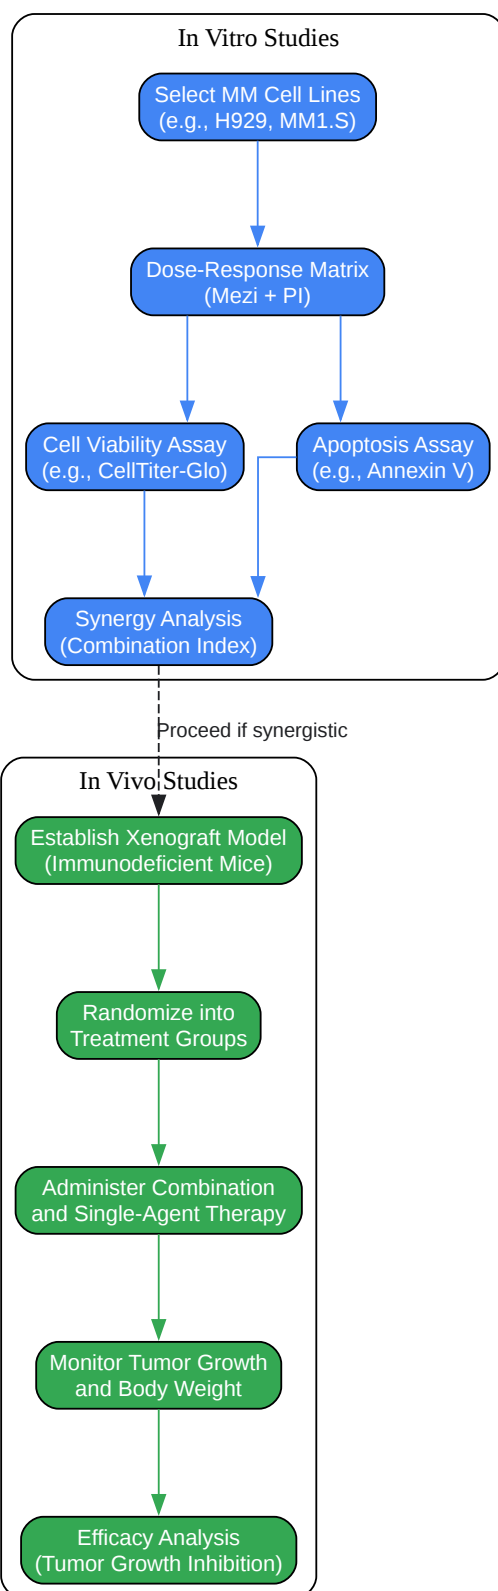 In Vitro Studies
Select MM Cell Lines
(e.g., H929, MM1.S)
Dose-Response Matrix
(Mezi + PI)
Cell Viability Assay
(e.g., CellTiter-Glo)
Apoptosis Assay
(e.g., Annexin V)
Synergy Analysis
(Combination Index)
Proceed if synergistic
In Vivo Studies
Establish Xenograft Model
(Immunodeficient Mice)
Randomize into
Treatment Groups
Administer Combination
and Single-Agent Therapy
Monitor Tumor Growth
and Body Weight
Efficacy Analysis
(Tumor Growth Inhibition)